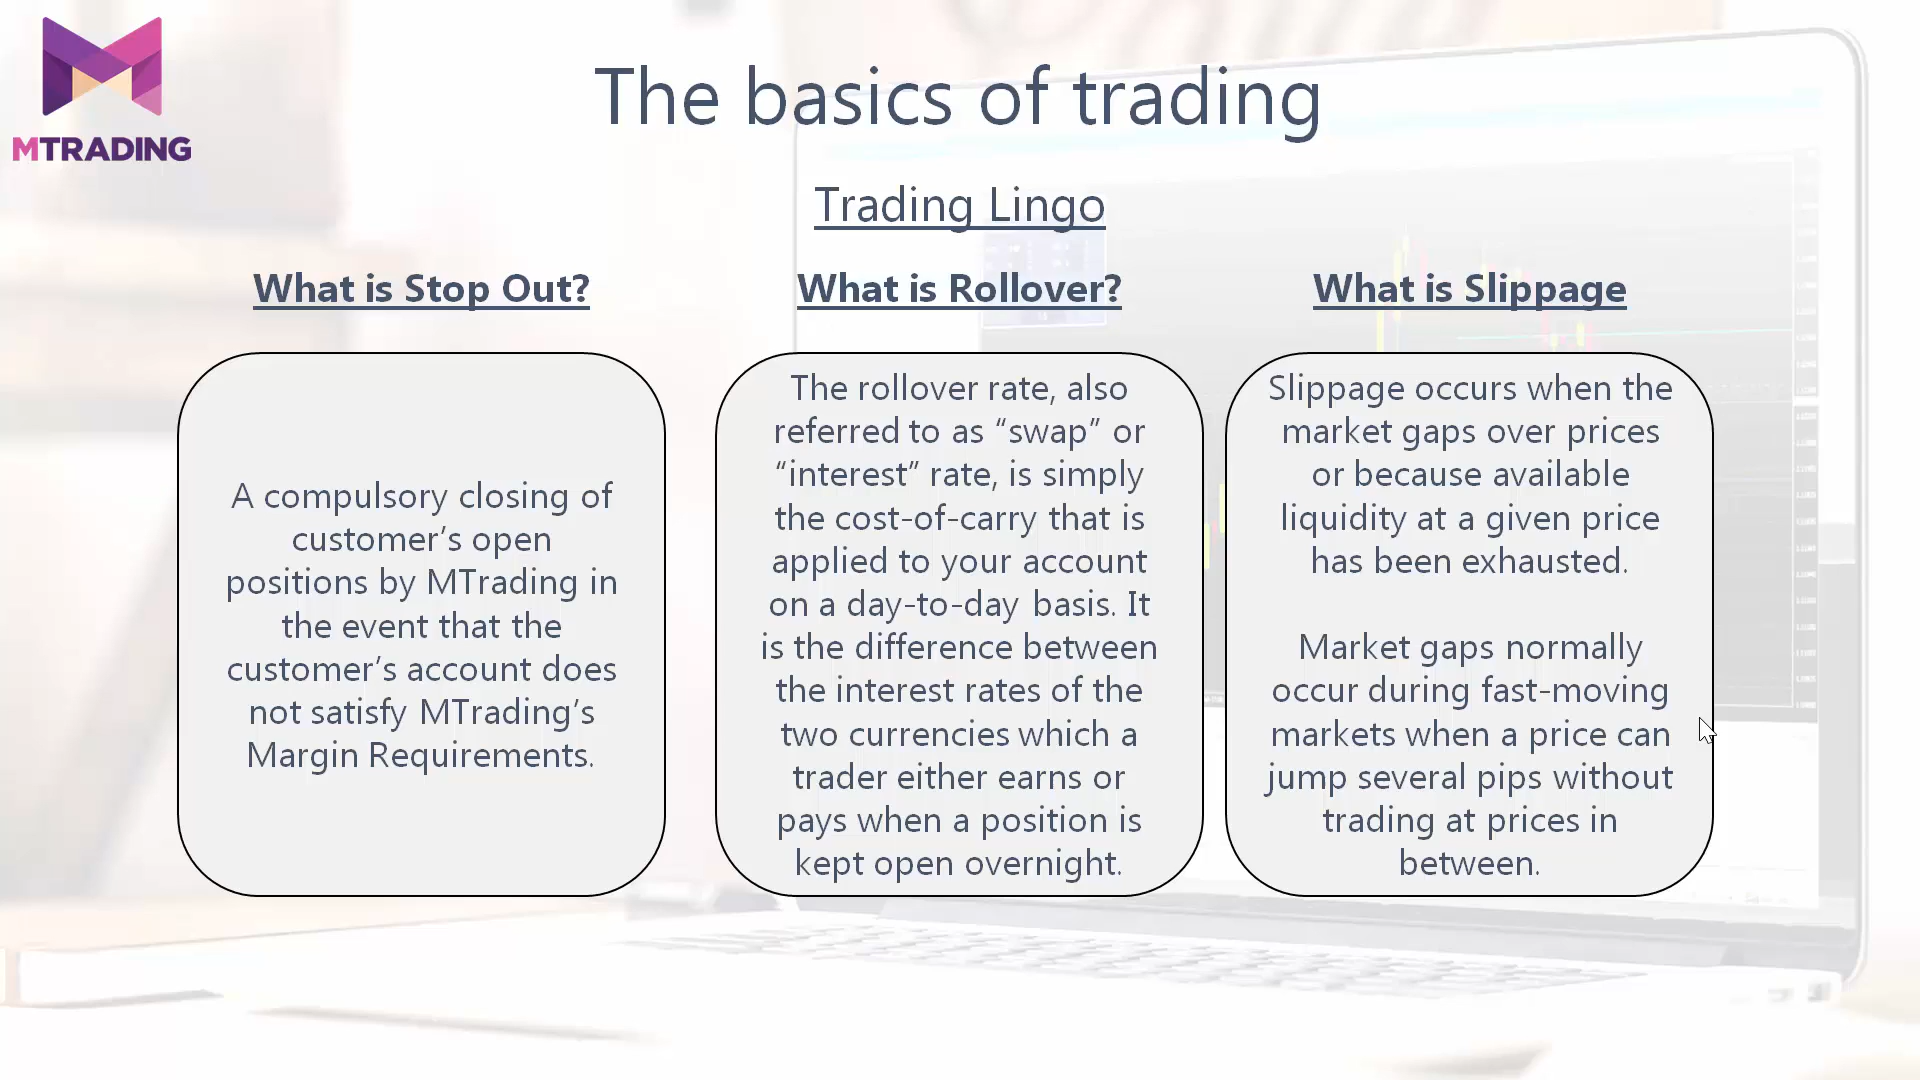 MTRADING
The basics of trading
Trading Lingo
What is Stop Out?
A compulsory closing of
customer’s open
positions by MTrading in
the event that the
customer’s account does
not satisfy MTrading’s
Margin Requirements.
What is Rollover?
The rollover rate, also
referred to as “swap” or
“interest” rate, is simply
the cost-of-carry that is
applied to your account
on a day-to-day basis. It
is the difference between
the interest rates of the
two currencies which a
trader either earns or
pays when a position is
kept open overnight.
What is Slippage
Slippage occurs when the
market gaps over prices
or because available
liquidity at a given price
has been exhausted.
Market gaps normally
occur during fast-moving
markets when a price can
jump several pips without
trading at prices in
between.